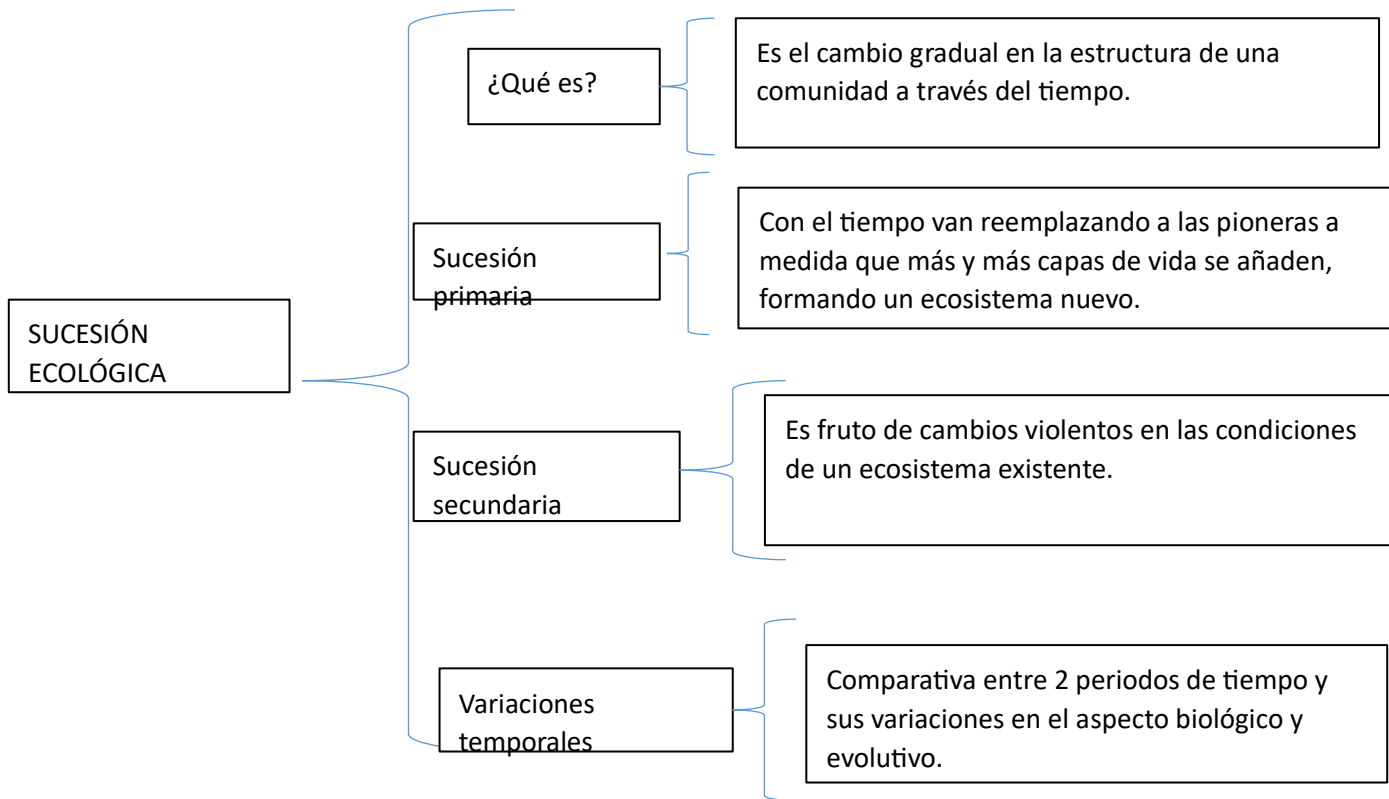 ¿Qué es?
Es el cambio gradual en la estructura de una
comunidad a través del tiempo.
Sucesión
primaria
Con el tiempo van reemplazando a las pioneras a
medida que más y más capas de vida se añaden,
formando un ecosistema nuevo.
SUCESIÓN
ECOLÓGICA
Sucesión
secundaria
Es fruto de cambios violentos en las condiciones
de un ecosistema existente.
Variaciones
temporales
Comparativa entre 2 periodos de tiempo y
sus variaciones en el aspecto biológico y
evolutivo.